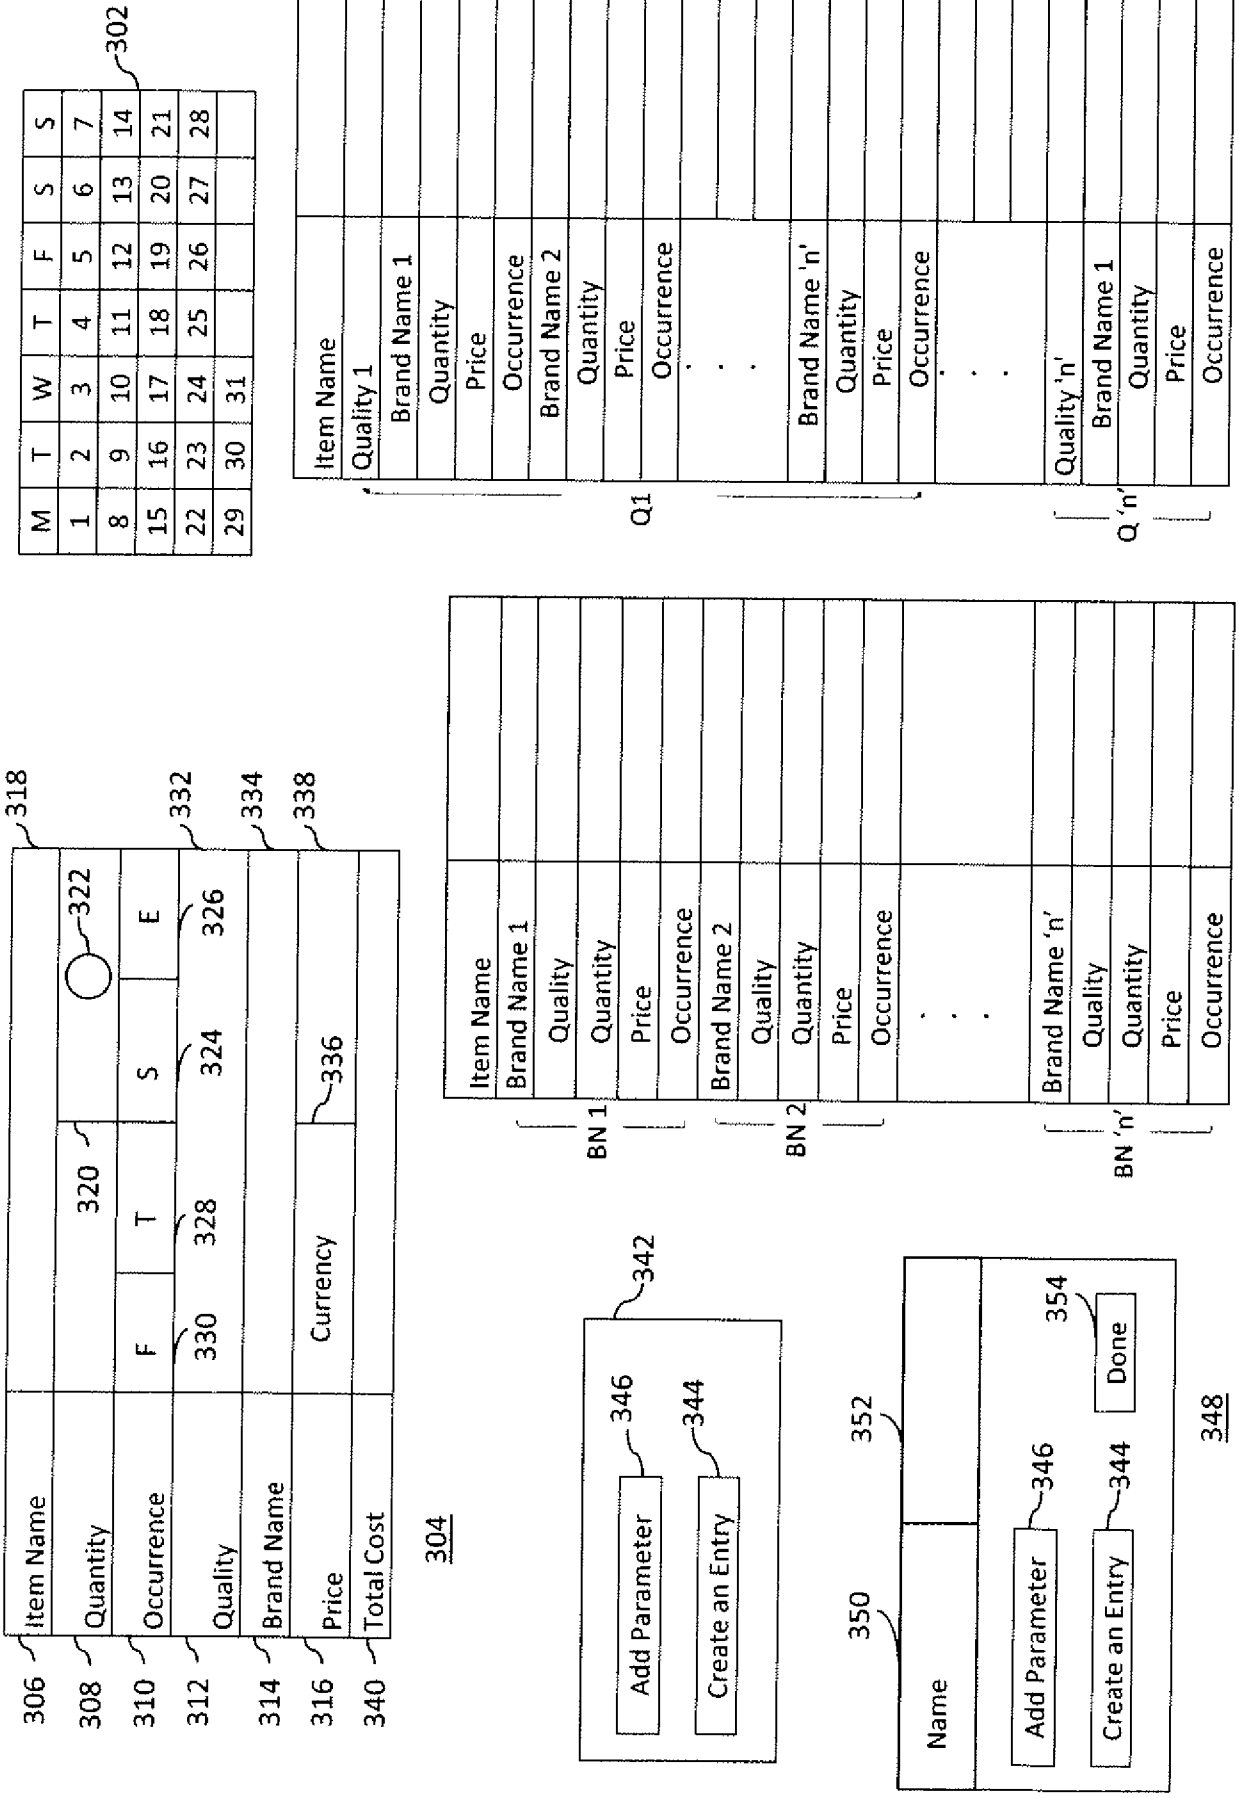 306 Item Name 318
308 Quantity 320 322
310 Occurrence F T S E
330 328 324 326
312 Quality 332
314 Brand Name 334
316 Price Currency 336 338
340 Total Cost
304
M T W T F S S
1 2 3 4 5 6 7
8 9 10 11 12 13 14
15 16 17 18 19 20 21
22 23 24 25 26 27 28
29 30 31
302
342
Add Parameter 346
Create an Entry 344
350 352
Name
Add Parameter 346
Create an Entry 344
Done 354
348
Item Name
BN 1
Brand Name 1
Quality
Quantity
Price
Occurrence
BN 2
Brand Name 2
Quality
Quantity
Price
Occurrence
. . .
BN 'n'
Brand Name 'n'
Quality
Quantity
Price
Occurrence
Item Name
Q1
Quality 1
Brand Name 1
Quantity
Price
Occurrence
Brand Name 2
Quantity
Price
Occurrence
. . .
Brand Name 'n'
Quantity
Price
Occurrence
. . .
Q 'n'
Quality 'n'
Brand Name 1
Quantity
Price
Occurrence